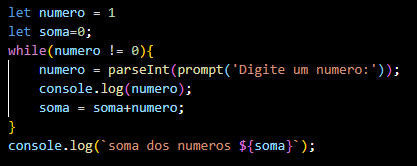 let numero = 1
let soma=0;
while(numero != 0){
    numero = parseInt(prompt('Digite um numero:'));
    console.log(numero);
    soma = soma+numero;
}
console.log(`soma dos numeros ${soma}`);